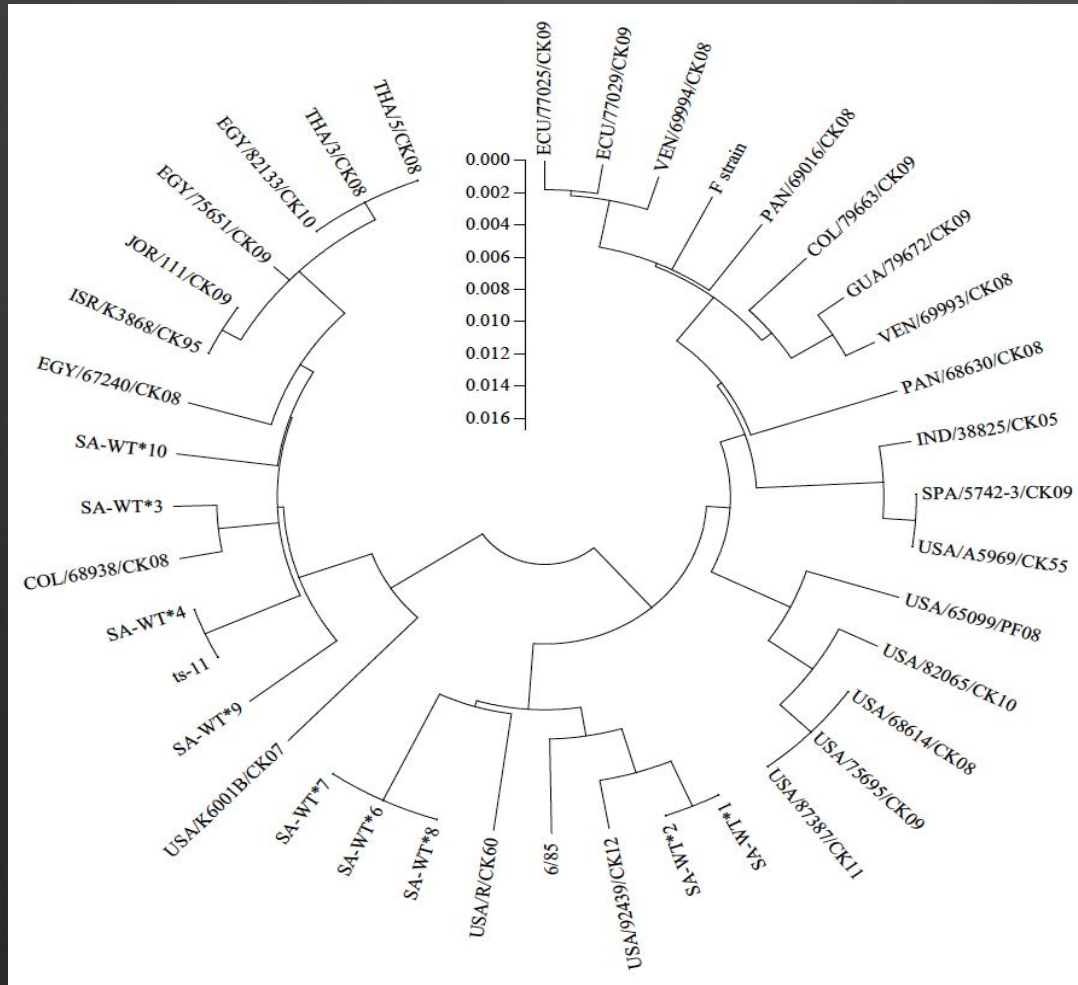 ECU/77025/CK09
ECU/77029/CK09
VEN/69994/CK08
F strain
PAN/69016/CK08
COL/79663/CK09
GUA/79672/CK09
VEN/69993/CK08
PAN/68630/CK08
IND/38825/CK05
SPA/5742-3/CK09
USA/A5969/CK55
USA/65099/PF08
USA/82065/CK10
USA/68614/CK08
USA/75695/CK09
USA/87387/CK11
SA-WT*1
SA-WT*2
USA/92439/CK12
6/85
USA/R/CK60
SA-WT*8
SA-WT*6
SA-WT*7
USA/K6001B/CK07
SA-WT*9
ts-11
SA-WT*4
COL/68938/CK08
SA-WT*3
SA-WT*10
EGY/67240/CK08
ISR/K3868/CK95
JOR/111/CK09
EGY/75651/CK09
EGY/82133/CK10
THA/3/CK08
THA/5/CK08
0.000
0.002
0.004
0.006
0.008
0.010
0.012
0.014
0.016